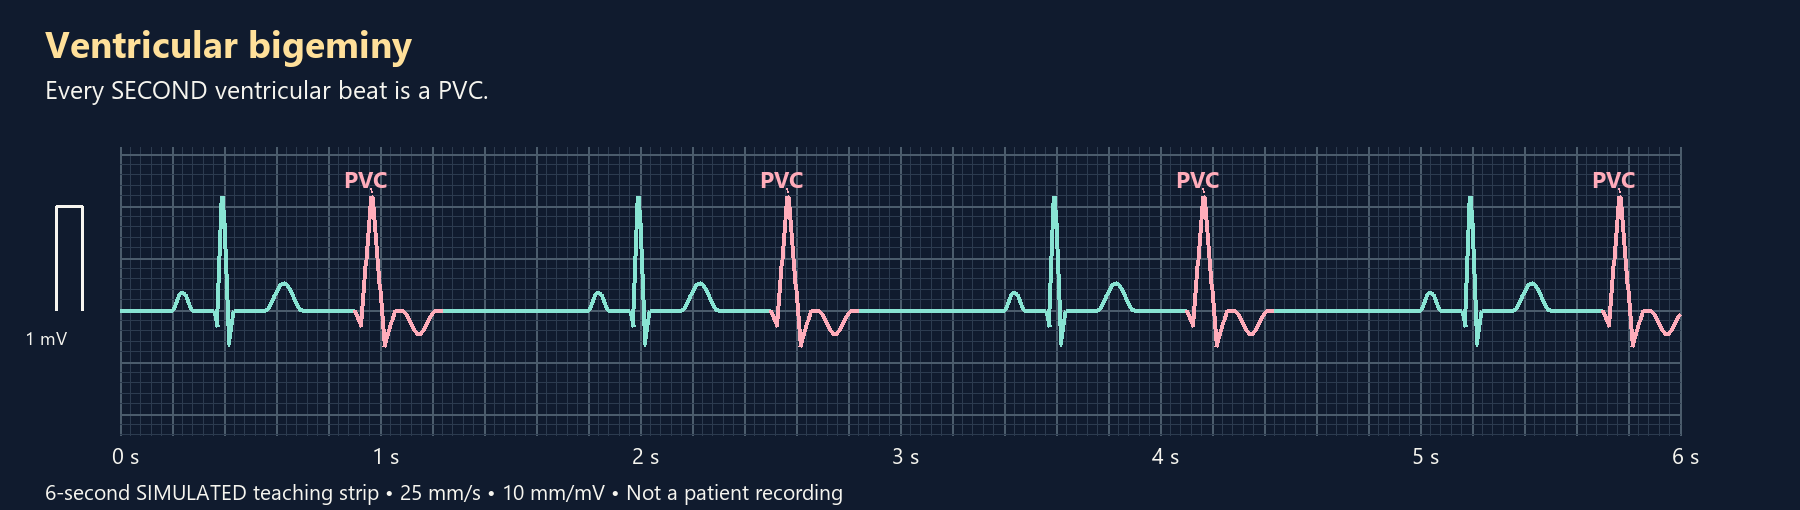 Ventricular bigeminy
Every SECOND ventricular beat is a PVC.
PVC PVC PVC PVC
1 mV
0 s 1 s 2 s 3 s 4 s 5 s 6 s
6-second SIMULATED teaching strip • 25 mm/s • 10 mm/mV • Not a patient recording